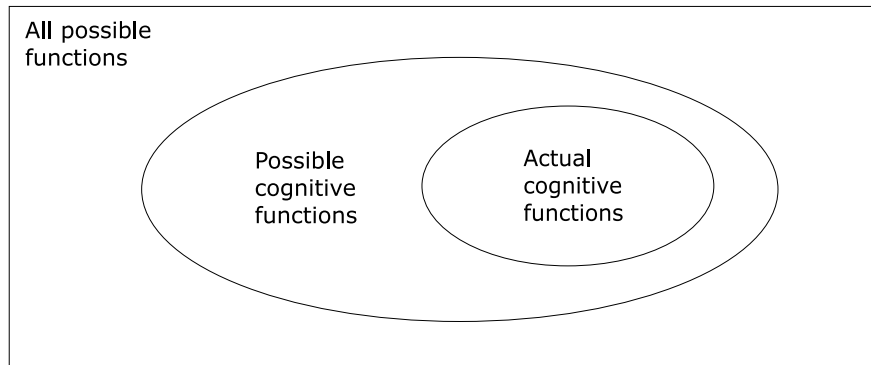 All possible
functions
Possible
cognitive
functions
Actual
cognitive
functions